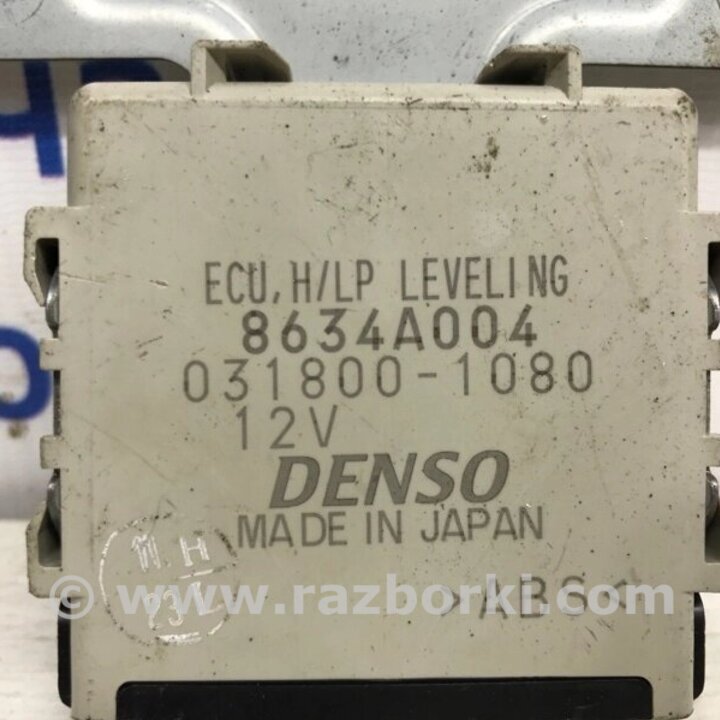 ECU, H/LP LEVELING
8634A004
031800-1080
12V
DENSO
MADE IN JAPAN
© www.razborki.com